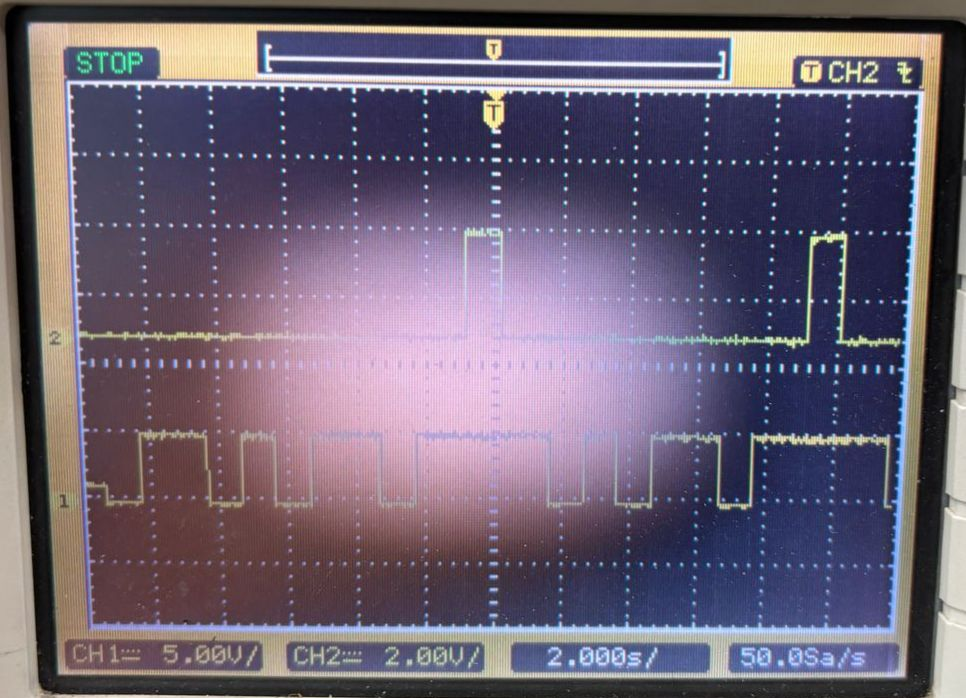 STOP
T
T CH2
T
2
1
CH1 5.00V/
CH2 2.00V/
2.000s/
50.0Sa/s